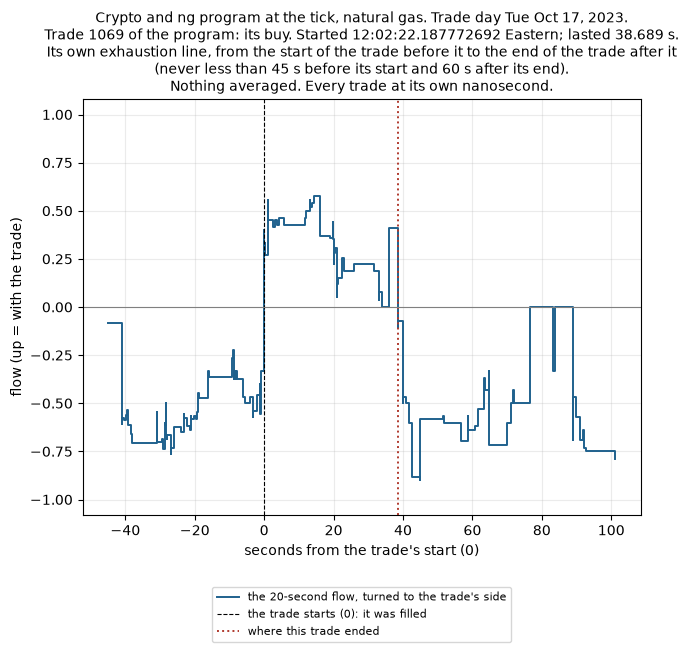 Crypto and ng program at the tick, natural gas. Trade day Tue Oct 17, 2023.
Trade 1069 of the program: its buy. Started 12:02:22.187772692 Eastern; lasted 38.689 s.
Its own exhaustion line, from the start of the trade before it to the end of the trade after it
(never less than 45 s before its start and 60 s after its end).
Nothing averaged. Every trade at its own nanosecond.
1.00
0.75
0.50
0.25
0.00
−0.25
−0.50
−0.75
−1.00
flow (up = with the trade)
−40 −20 0 20 40 60 80 100
seconds from the trade's start (0)
the 20-second flow, turned to the trade's side
the trade starts (0): it was filled
where this trade ended